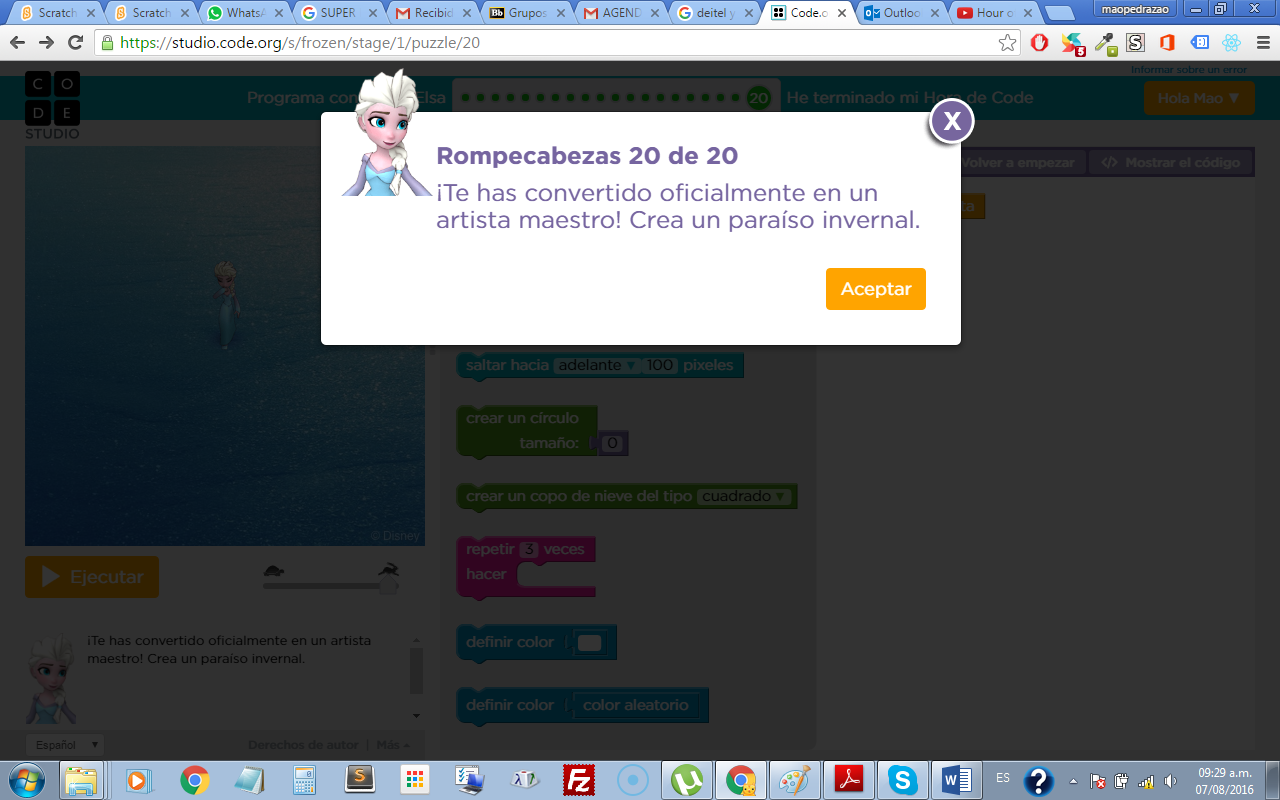 Scratch
Scratch
WhatsA
SUPER
Recibid
Grupos
AGEND
deitel y
Code.o
Outloo
Hour o
maopedrazao
https://studio.code.org/s/frozen/stage/1/puzzle/20
Informar sobre un error
C O
D E
STUDIO
Programa con
Elsa
20
He terminado mi Hora de Code
Hola Mao ▼
X
Rompecabezas 20 de 20
¡Te has convertido oficialmente en un
artista maestro! Crea un paraíso invernal.
Aceptar
Volver a empezar
</> Mostrar el código
saltar hacia adelante ▼ 100 pixeles
crear un círculo
tamaño: 0
crear un copo de nieve del tipo cuadrado ▼
repetir 3 veces
hacer
definir color
definir color color aleatorio
© Disney
Ejecutar
¡Te has convertido oficialmente en un artista
maestro! Crea un paraíso invernal.
Español ▼
Derechos de autor | Más
ES
09:29 a.m.
07/08/2016